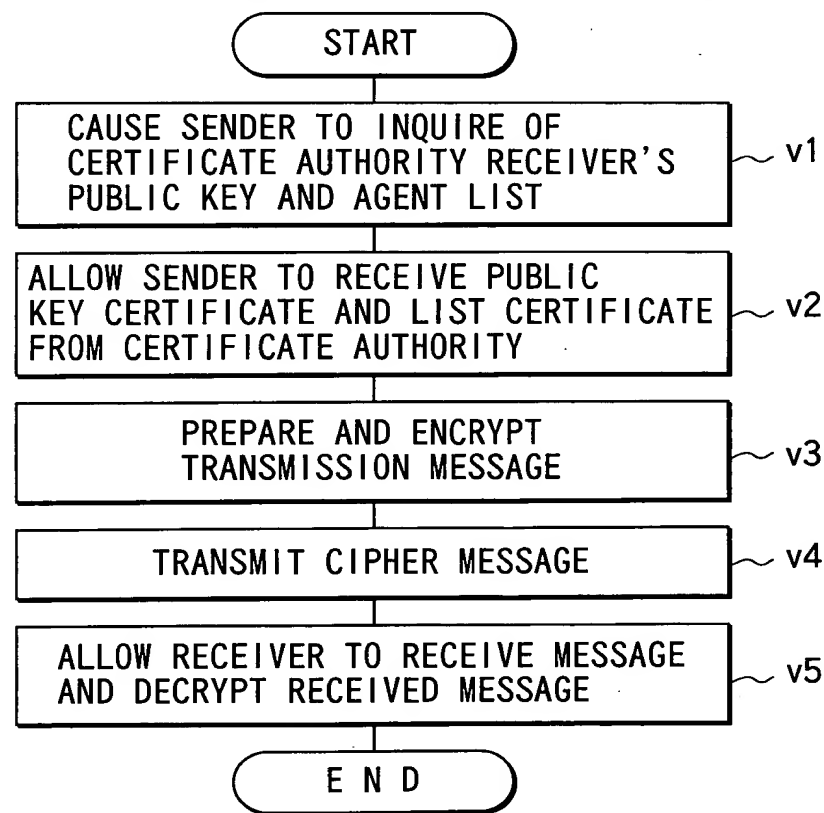 START
CAUSE SENDER TO INQUIRE OF
CERTIFICATE AUTHORITY RECEIVER'S
PUBLIC KEY AND AGENT LIST
v1
ALLOW SENDER TO RECEIVE PUBLIC
KEY CERTIFICATE AND LIST CERTIFICATE
FROM CERTIFICATE AUTHORITY
v2
PREPARE AND ENCRYPT
TRANSMISSION MESSAGE
v3
TRANSMIT CIPHER MESSAGE
v4
ALLOW RECEIVER TO RECEIVE MESSAGE
AND DECRYPT RECEIVED MESSAGE
v5
END